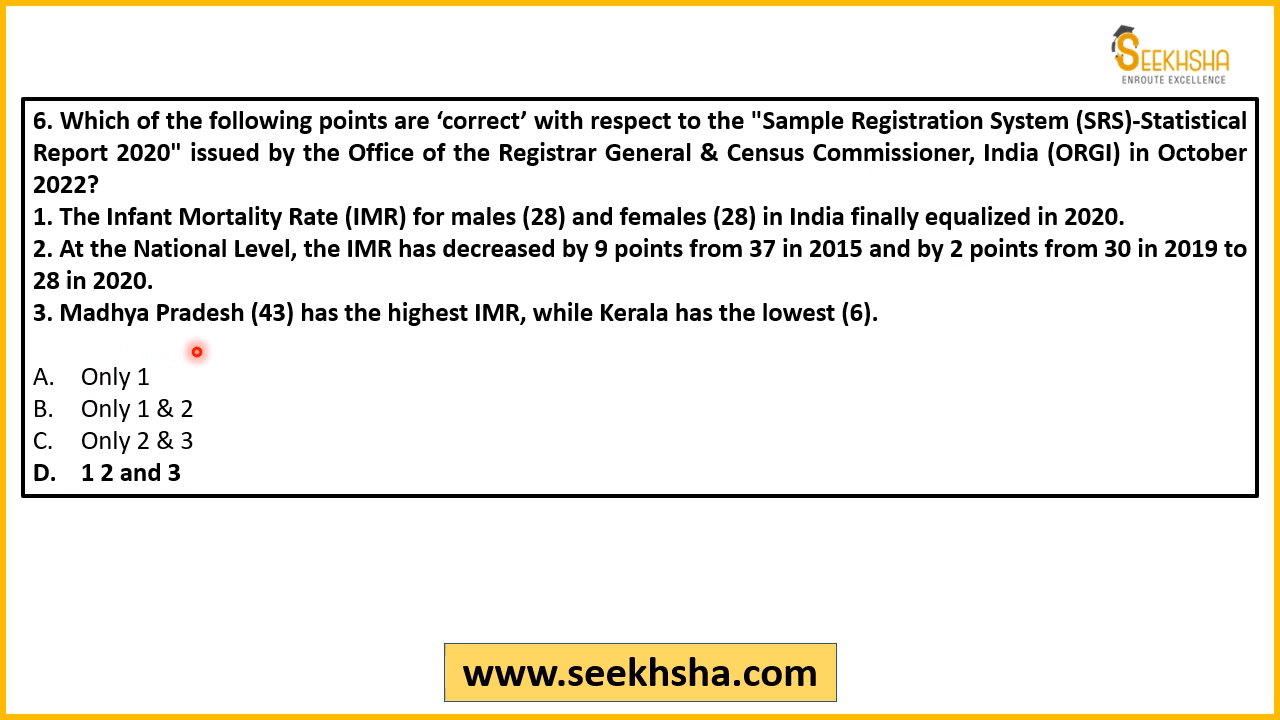 SEEKHSHA
ENROUTE EXCELLENCE
6. Which of the following points are ‘correct’ with respect to the "Sample Registration System (SRS)-Statistical
Report 2020" issued by the Office of the Registrar General & Census Commissioner, India (ORGI) in October
2022?
1. The Infant Mortality Rate (IMR) for males (28) and females (28) in India finally equalized in 2020.
2. At the National Level, the IMR has decreased by 9 points from 37 in 2015 and by 2 points from 30 in 2019 to
28 in 2020.
3. Madhya Pradesh (43) has the highest IMR, while Kerala has the lowest (6).
A. Only 1
B. Only 1 & 2
C. Only 2 & 3
D. 1 2 and 3
www.seekhsha.com